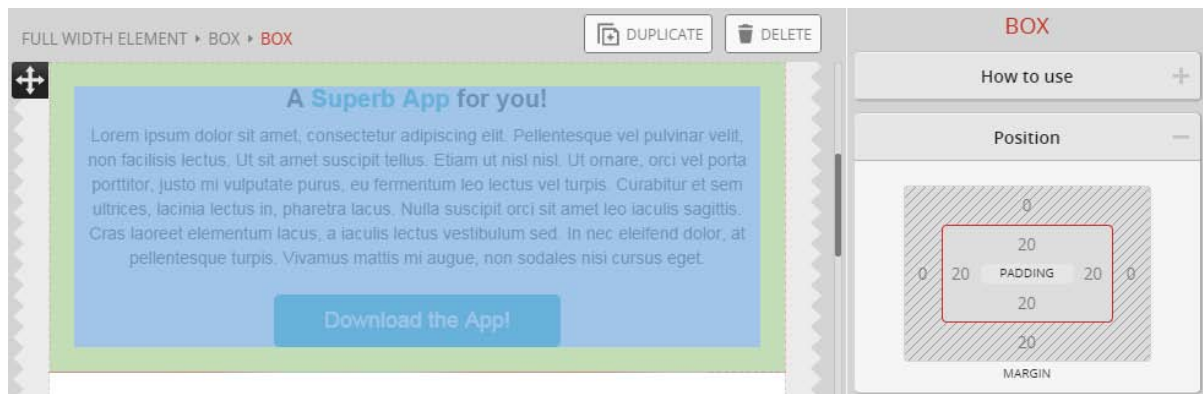 FULL WIDTH ELEMENT ▸ BOX ▸ BOX
DUPLICATE
DELETE
A Superb App for you!
Lorem ipsum dolor sit amet, consectetur adipiscing elit. Pellentesque vel pulvinar velit,
non facilisis lectus. Ut sit amet suscipit tellus. Etiam ut nisl nisl. Ut ornare, orci vel porta
porttitor, justo mi vulputate purus, eu fermentum leo lectus vel turpis. Curabitur et sem
ultrices, lacinia lectus in, pharetra lacus. Nulla suscipit orci sit amet leo iaculis sagittis.
Cras laoreet elementum lacus, a iaculis lectus vestibulum sed. In nec eleifend dolor, at
pellentesque turpis. Vivamus mattis mi augue, non sodales nisi cursus eget.
Download the App!
BOX
How to use
Position
0
20
0 20 PADDING 20 0
20
20
MARGIN